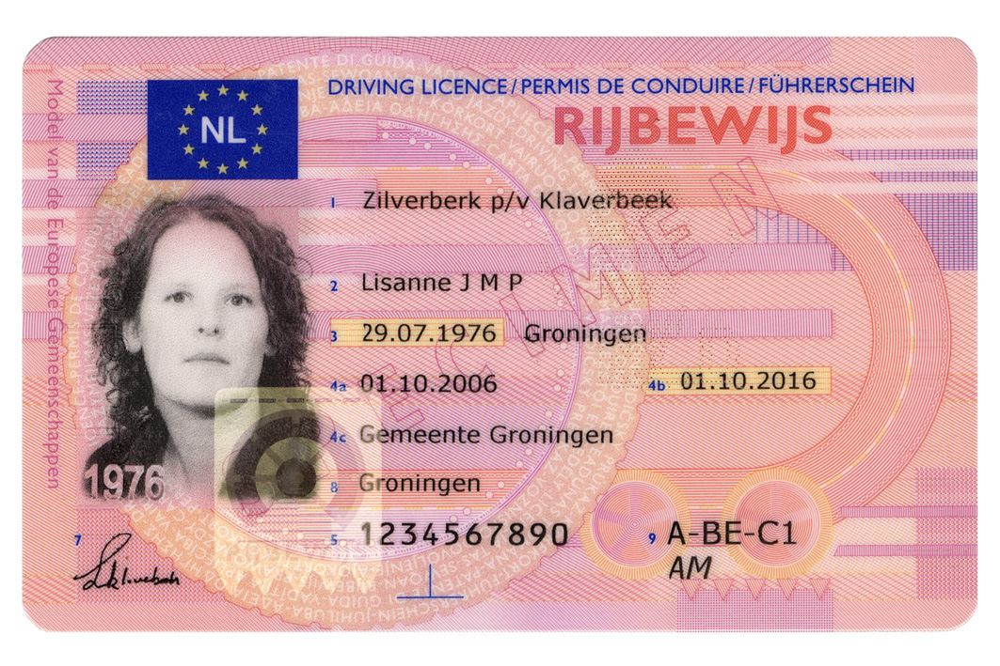 DRIVING LICENCE/PERMIS DE CONDUIRE/FÜHRERSCHEIN
RIJBEWIJS
NL
Model van de Europese Gemeenschappen
1 Zilverberk p/v Klaverbeek
2 Lisanne J M P
3 29.07.1976 Groningen
4a 01.10.2006 4b 01.10.2016
4c Gemeente Groningen
8 Groningen
1976
5 1234567890 9 A-BE-C1
AM
7